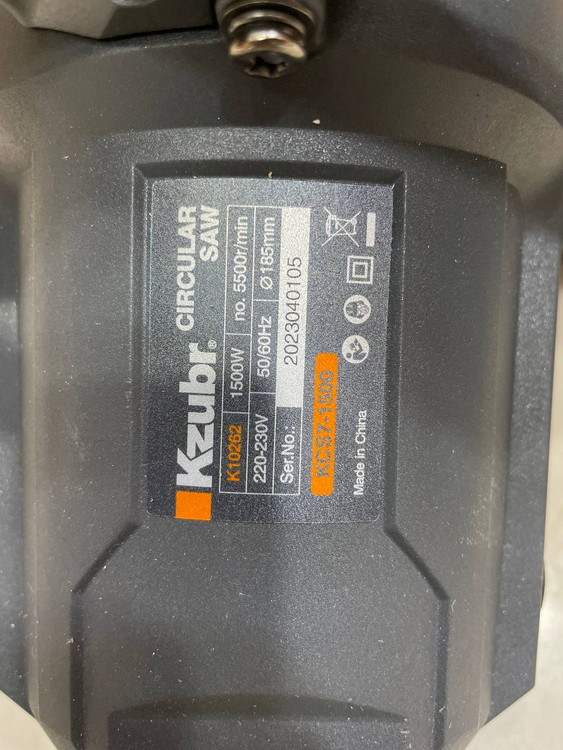 Kzubr® CIRCULAR
SAW
K10262 1500W no. 5500r/min
220-230V 50/60Hz Ø185mm
Ser.No.: 2023040105
KCS7-1500
Made in China